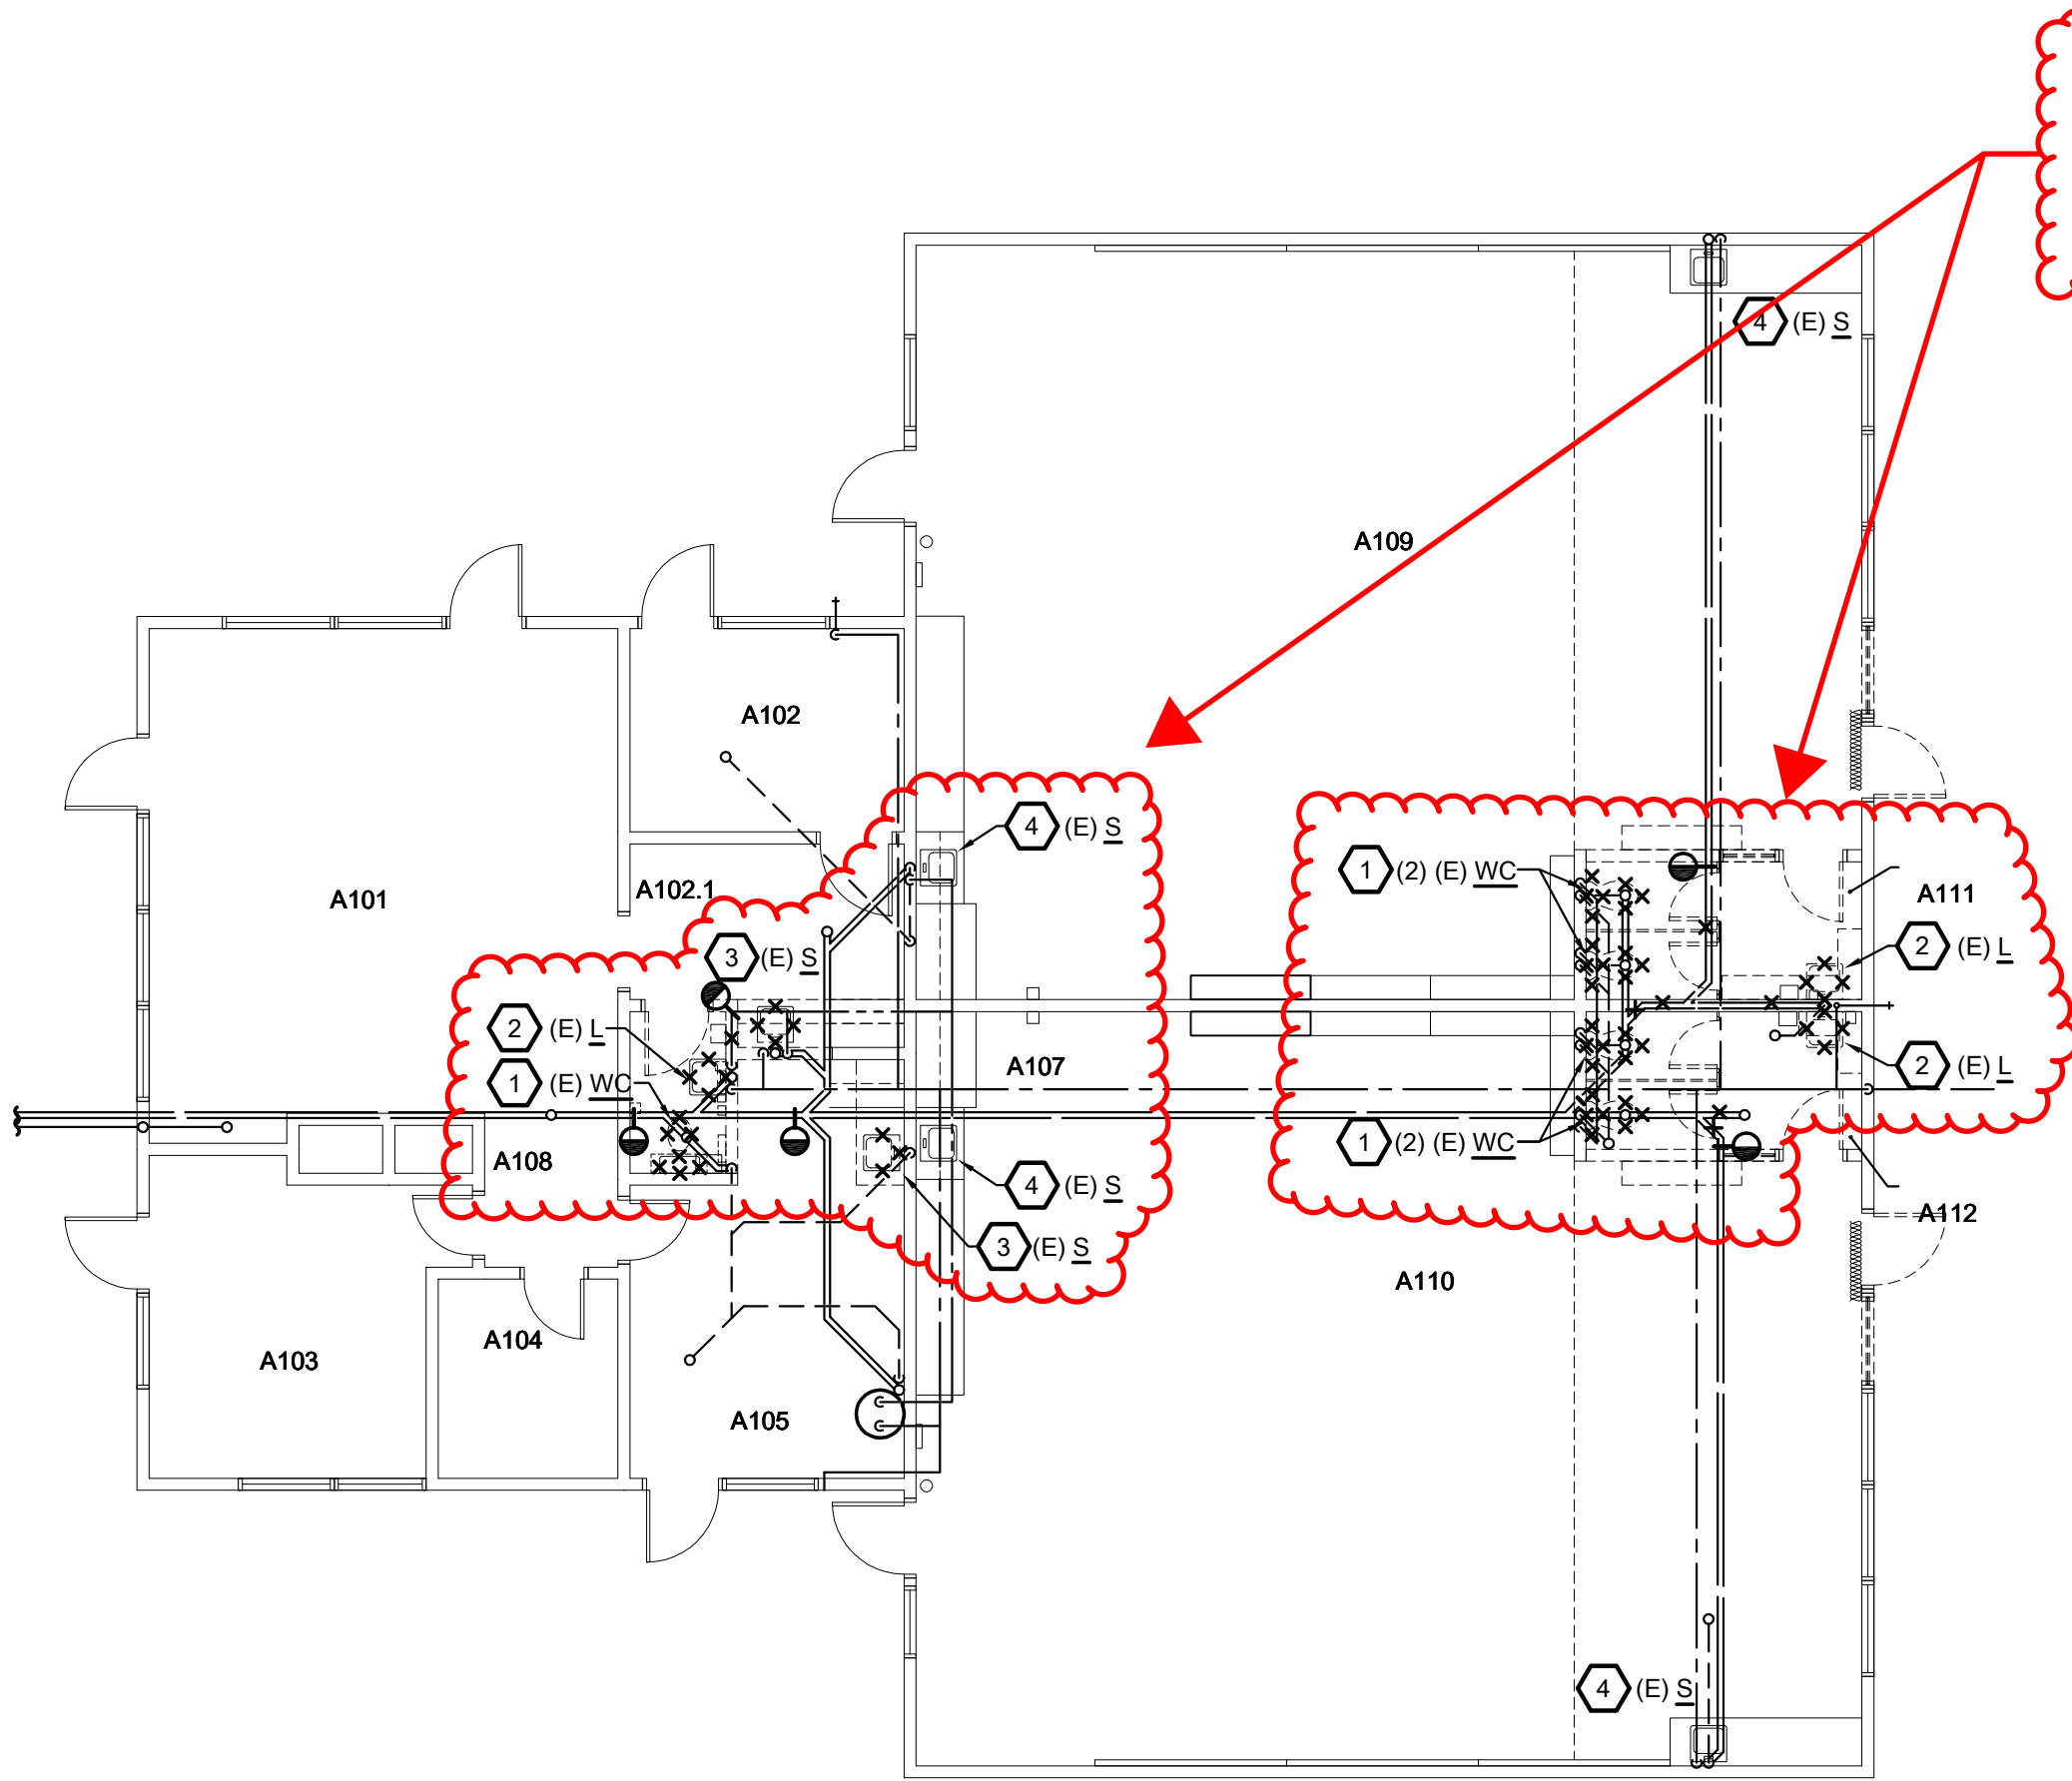 4 (E) S
A109
A102
4 (E) S
1 (2) (E) WC
A102.1
A111
A101
2 (E) L
3 (E) S
2 (E) L
A107
2 (E) L
1 (E) WC
1 (2) (E) WC
A108
4 (E) S
A112
3 (E) S
A110
A104
A103
A105
4 (E) S